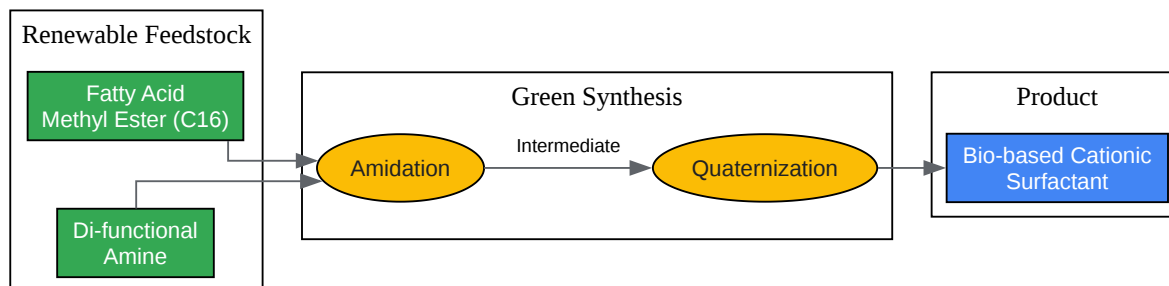 Renewable Feedstock
Fatty Acid
Methyl Ester (C16)
Di-functional
Amine
Green Synthesis
Amidation
Intermediate
Quaternization
Product
Bio-based Cationic
Surfactant